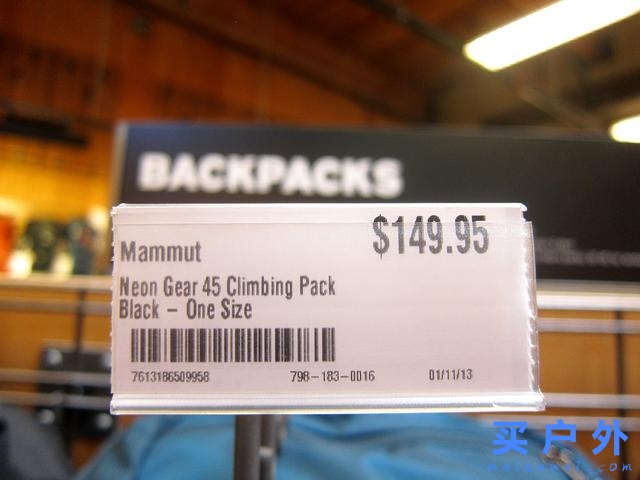 BACKPACKS
$149.95
Mammut
Neon Gear 45 Climbing Pack
Black - One Size
7613186509958 798-183-0016 01/11/13
买户外